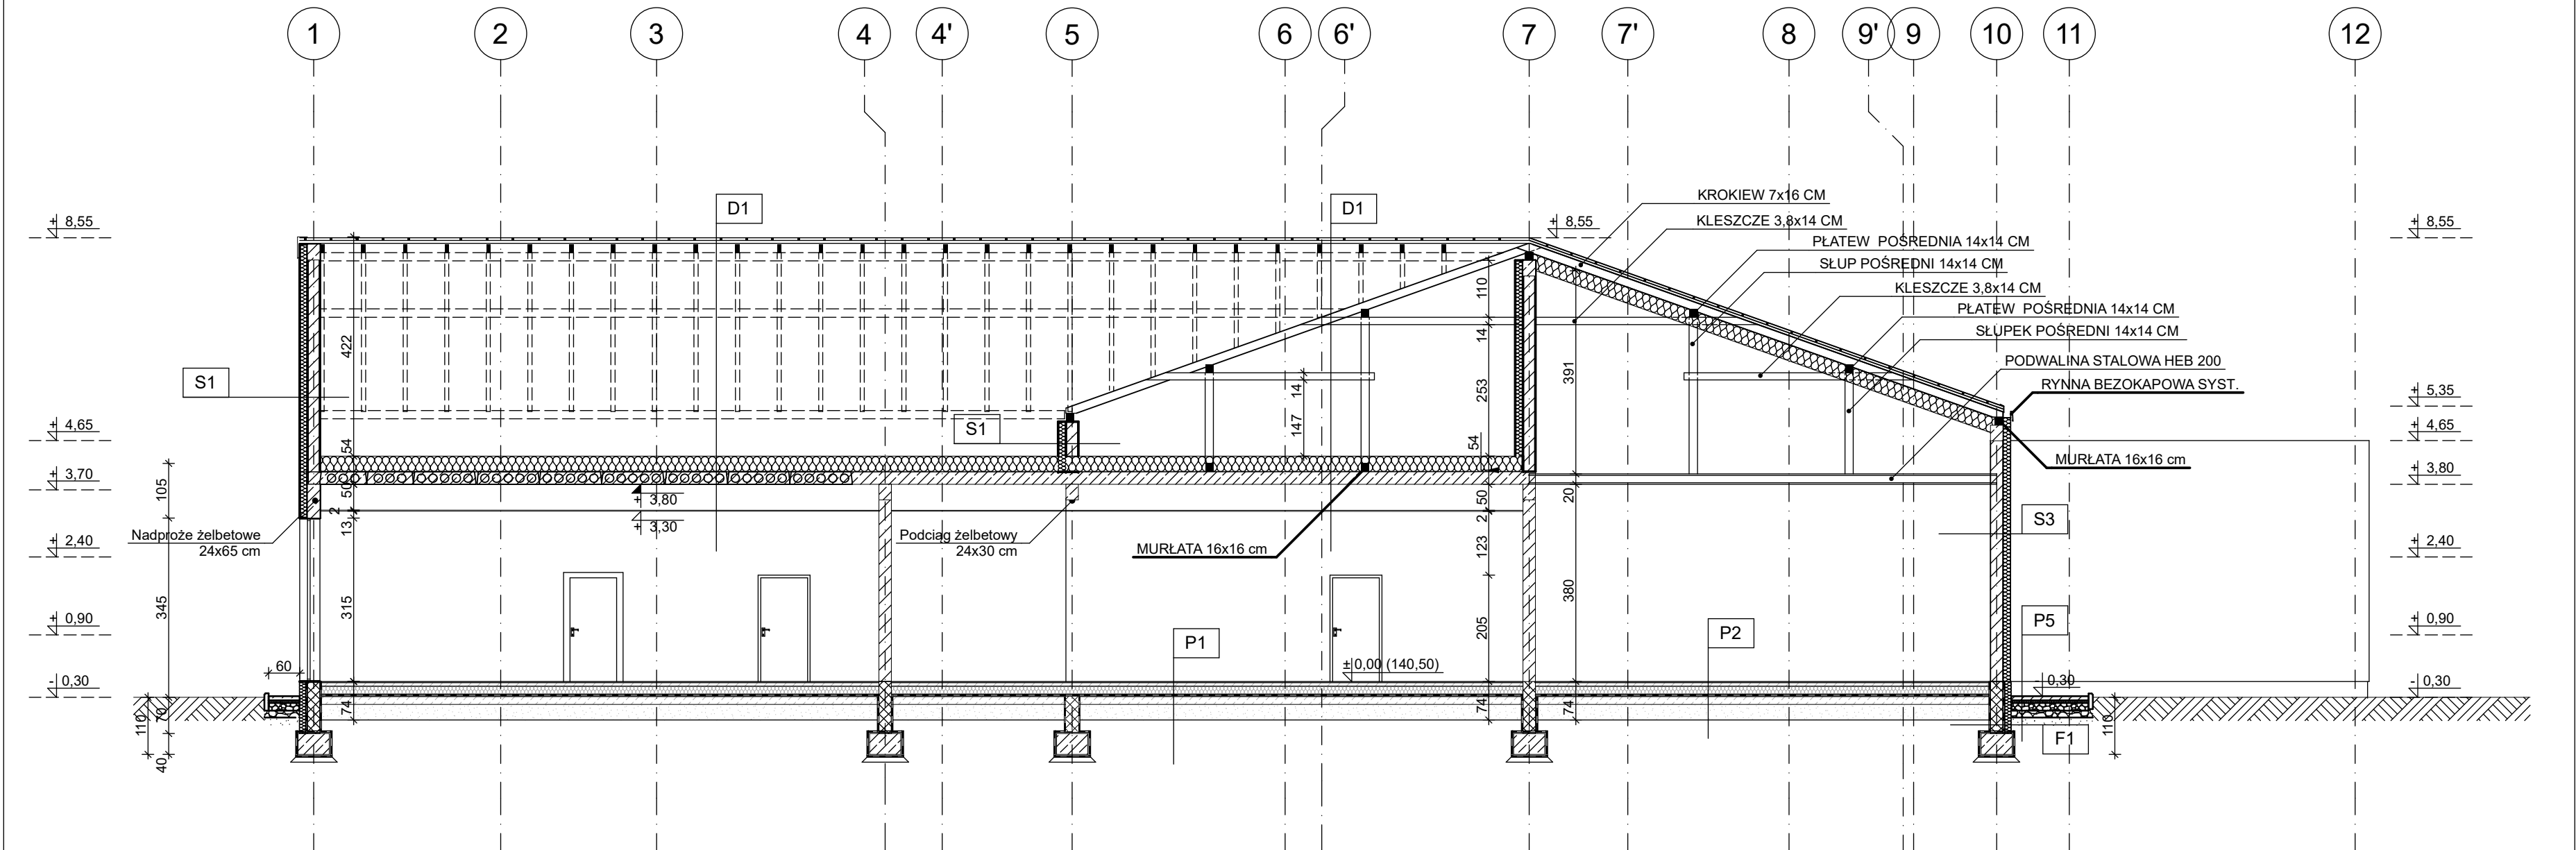 1 2 3 4 4' 5 6 6' 7 7' 8 9' 9 10 11 12
D1
D1
KROKIEW 7x16 CM
KLESZCZE 3,8x14 CM
PŁATEW POŚREDNIA 14x14 CM
SŁUP POŚREDNI 14x14 CM
KLESZCZE 3,8x14 CM
PŁATEW POŚREDNIA 14x14 CM
SŁUPEK POŚREDNI 14x14 CM
PODWALINA STALOWA HEB 200
RYNNA BEZOKAPOWA SYST.
MURŁATA 16x16 cm
+ 8,55
+ 8,55
+ 8,55
+ 4,65
+ 3,70
+ 2,40
+ 0,90
- 0,30
+ 5,35
+ 4,65
+ 3,80
+ 2,40
+ 0,90
- 0,30
- 0,30
S1
S1
S3
P1
P2
P5
F1
422
54
50
2
13
315
74
105
345
60
110
70
40
+ 3,80
+ 3,30
Nadproże żelbetowe
24x65 cm
Podciąg żelbetowy
24x30 cm
MURŁATA 16x16 cm
±0,00 (140,50)
14
147
110
14
253
54
50
2
123
205
74
391
20
380
74
110